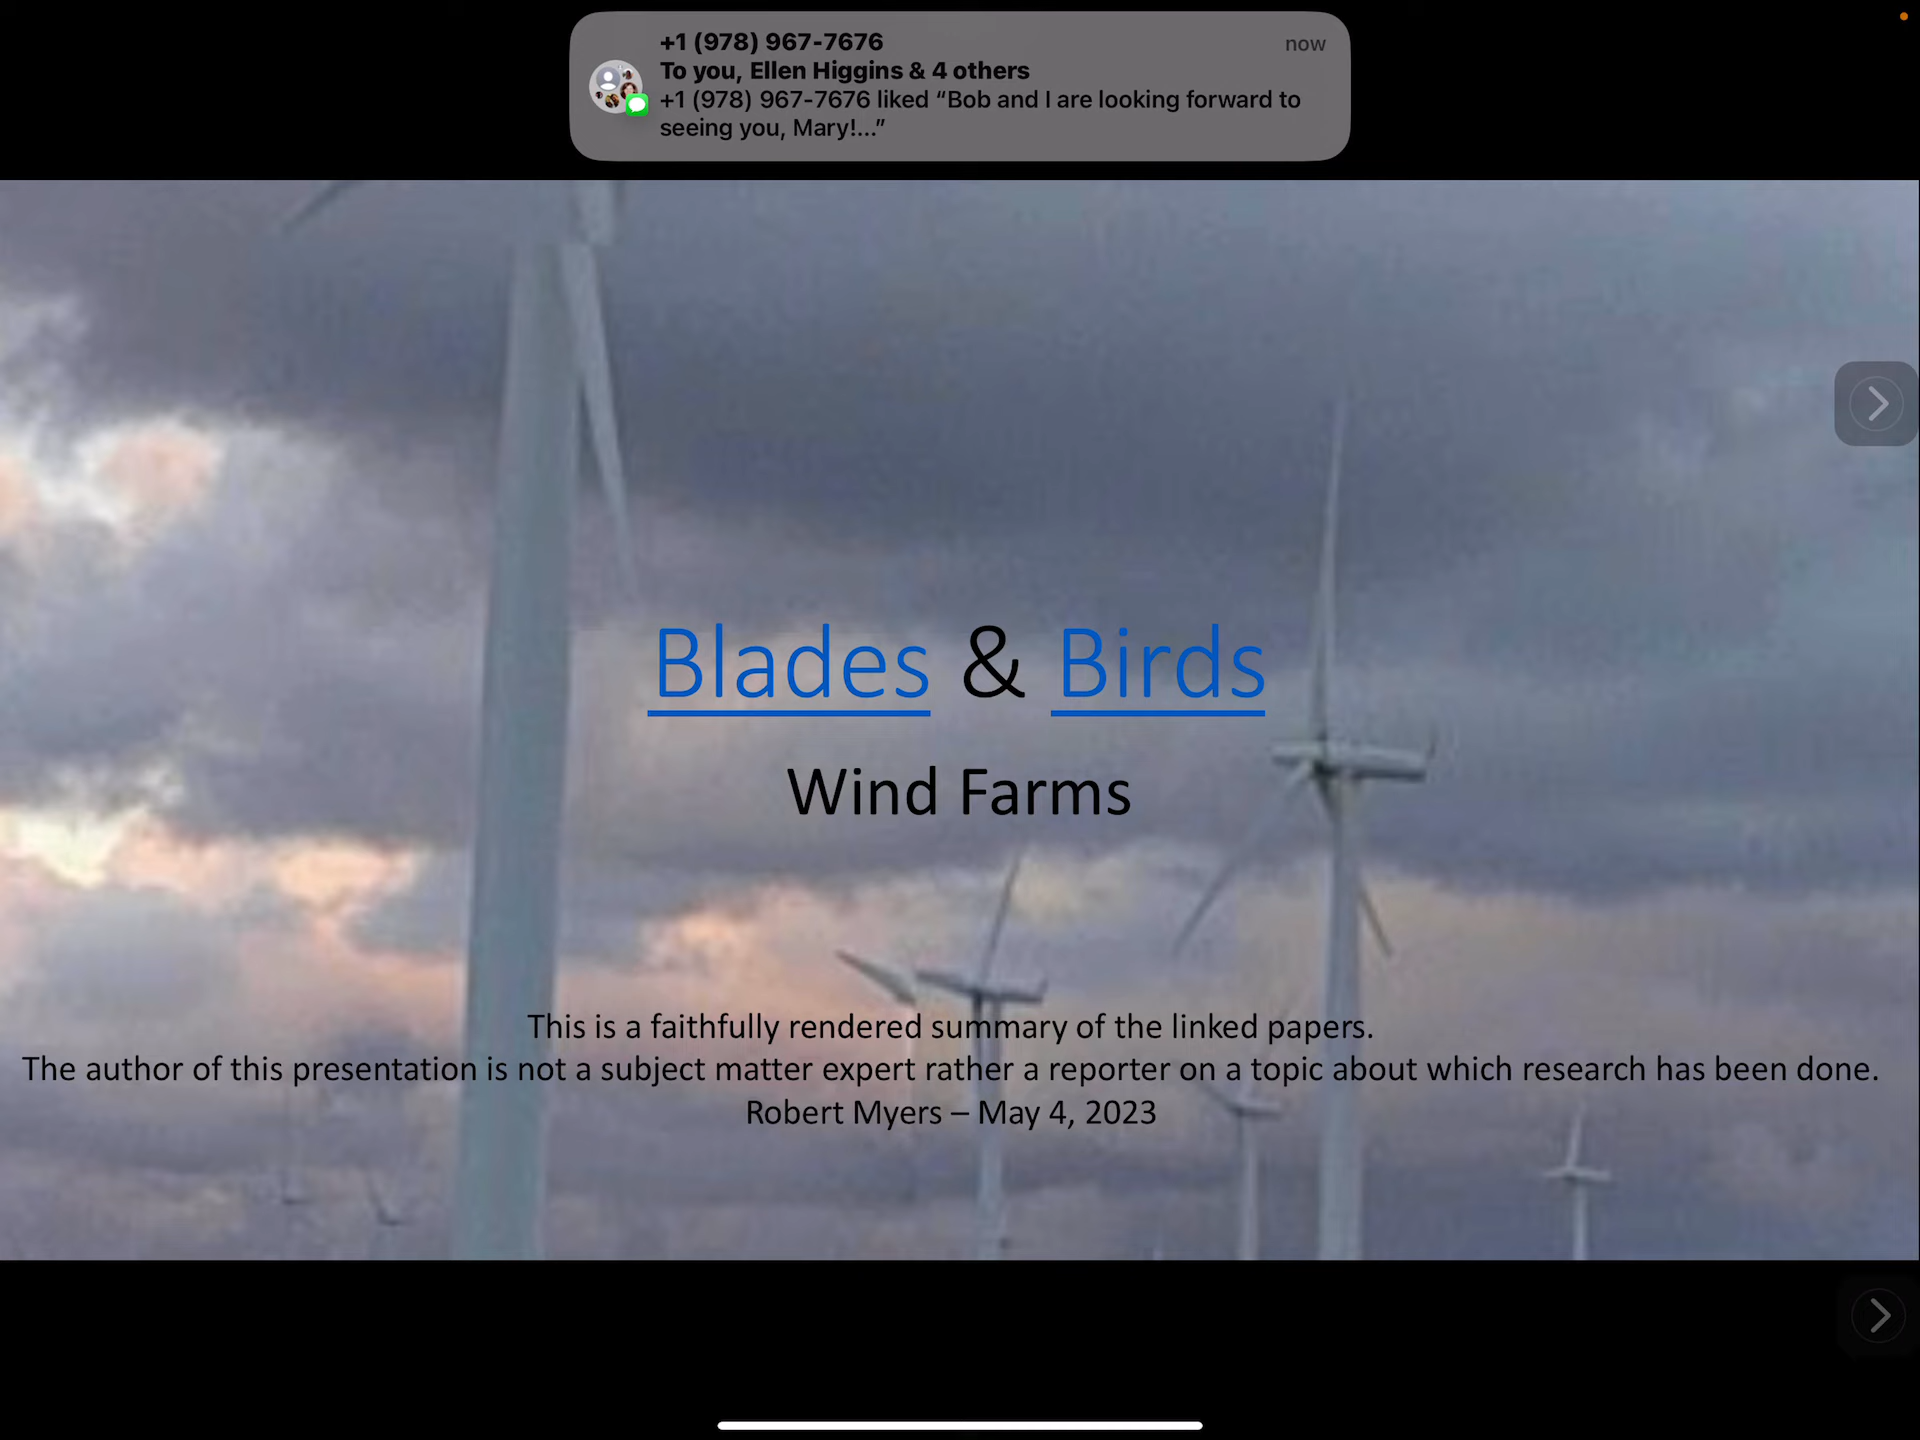 +1 (978) 967-7676
now
To you, Ellen Higgins & 4 others
+1 (978) 967-7676 liked “Bob and I are looking forward to
seeing you, Mary!...”
Blades & Birds
Wind Farms
This is a faithfully rendered summary of the linked papers.
The author of this presentation is not a subject matter expert rather a reporter on a topic about which research has been done.
Robert Myers – May 4, 2023